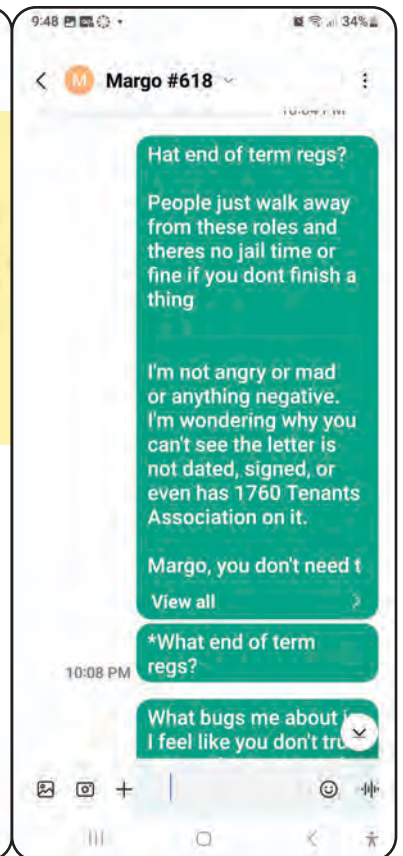 9:48
34%
Margo #618
Hat end of term regs?
People just walk away
from these roles and
theres no jail time or
fine if you dont finish a
thing
I'm not angry or mad
or anything negative.
I'm wondering why you
can't see the letter is
not dated, signed, or
even has 1760 Tenants
Association on it.
Margo, you don't need t
View all
*What end of term
regs?
10:08 PM
What bugs me about
I feel like you don't